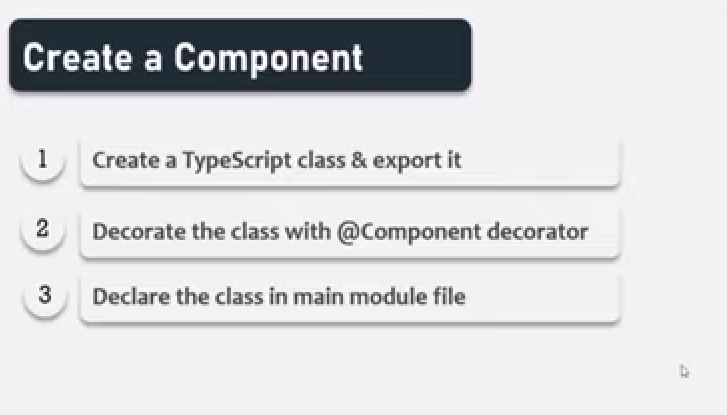 Create a Component
1 Create a TypeScript class & export it
2 Decorate the class with @Component decorator
3 Declare the class in main module file